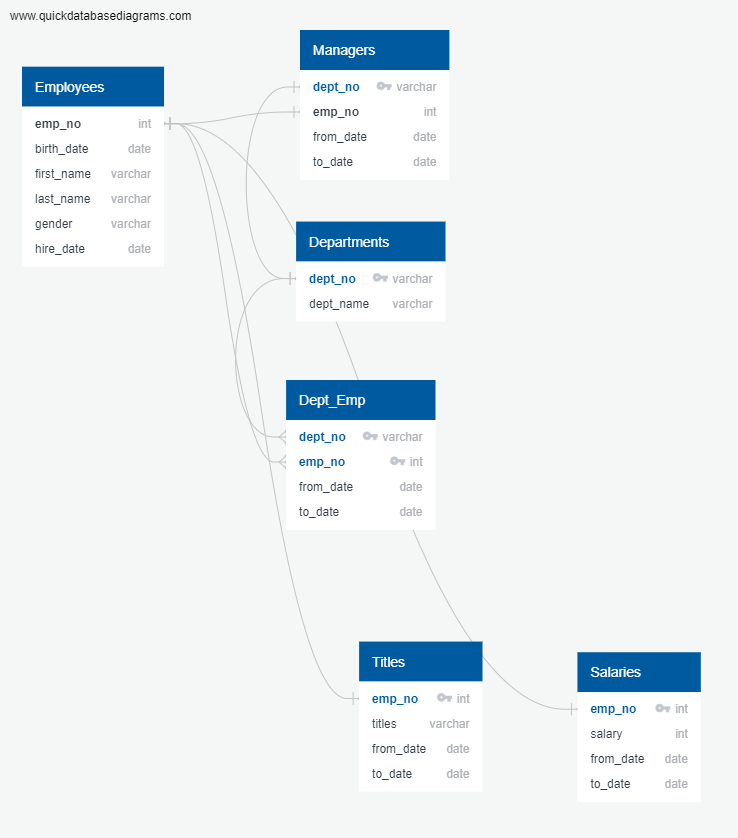 www.quickdatabasediagrams.com
Employees
emp_no int
birth_date date
first_name varchar
last_name varchar
gender varchar
hire_date date
Managers
dept_no varchar
emp_no int
from_date date
to_date date
Departments
dept_no varchar
dept_name varchar
Dept_Emp
dept_no varchar
emp_no int
from_date date
to_date date
Titles
emp_no int
titles varchar
from_date date
to_date date
Salaries
emp_no int
salary int
from_date date
to_date date